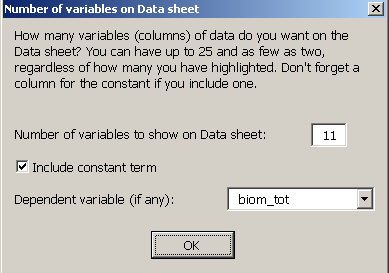 Number of variables on Data sheet
How many variables (columns) of data do you want on the
Data sheet? You can have up to 25 and as few as two,
regardless of how many you have highlighted. Don't forget a
column for the constant if you include one.
Number of variables to show on Data sheet: 11
Include constant term
Dependent variable (if any): biom_tot
OK